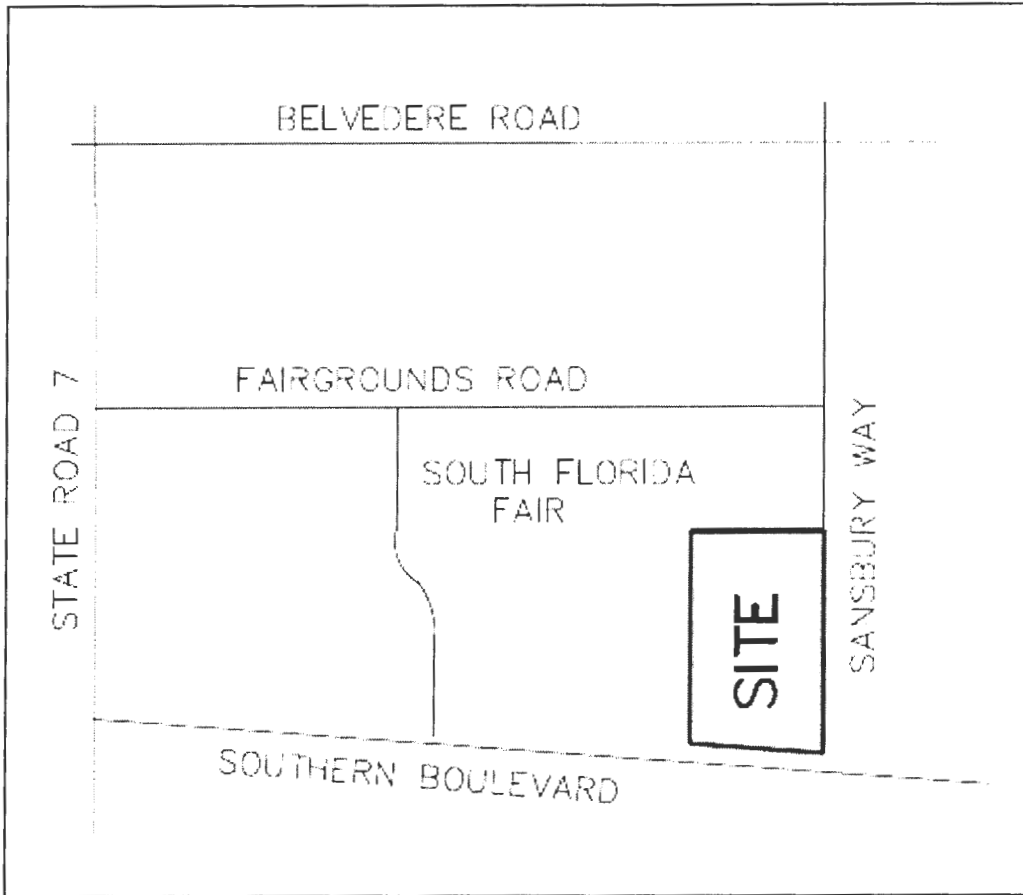 BELVEDERE ROAD
FAIRGROUNDS ROAD
STATE ROAD 7
SOUTH FLORIDA
FAIR
SANSBURY WAY
SITE
SOUTHERN BOULEVARD